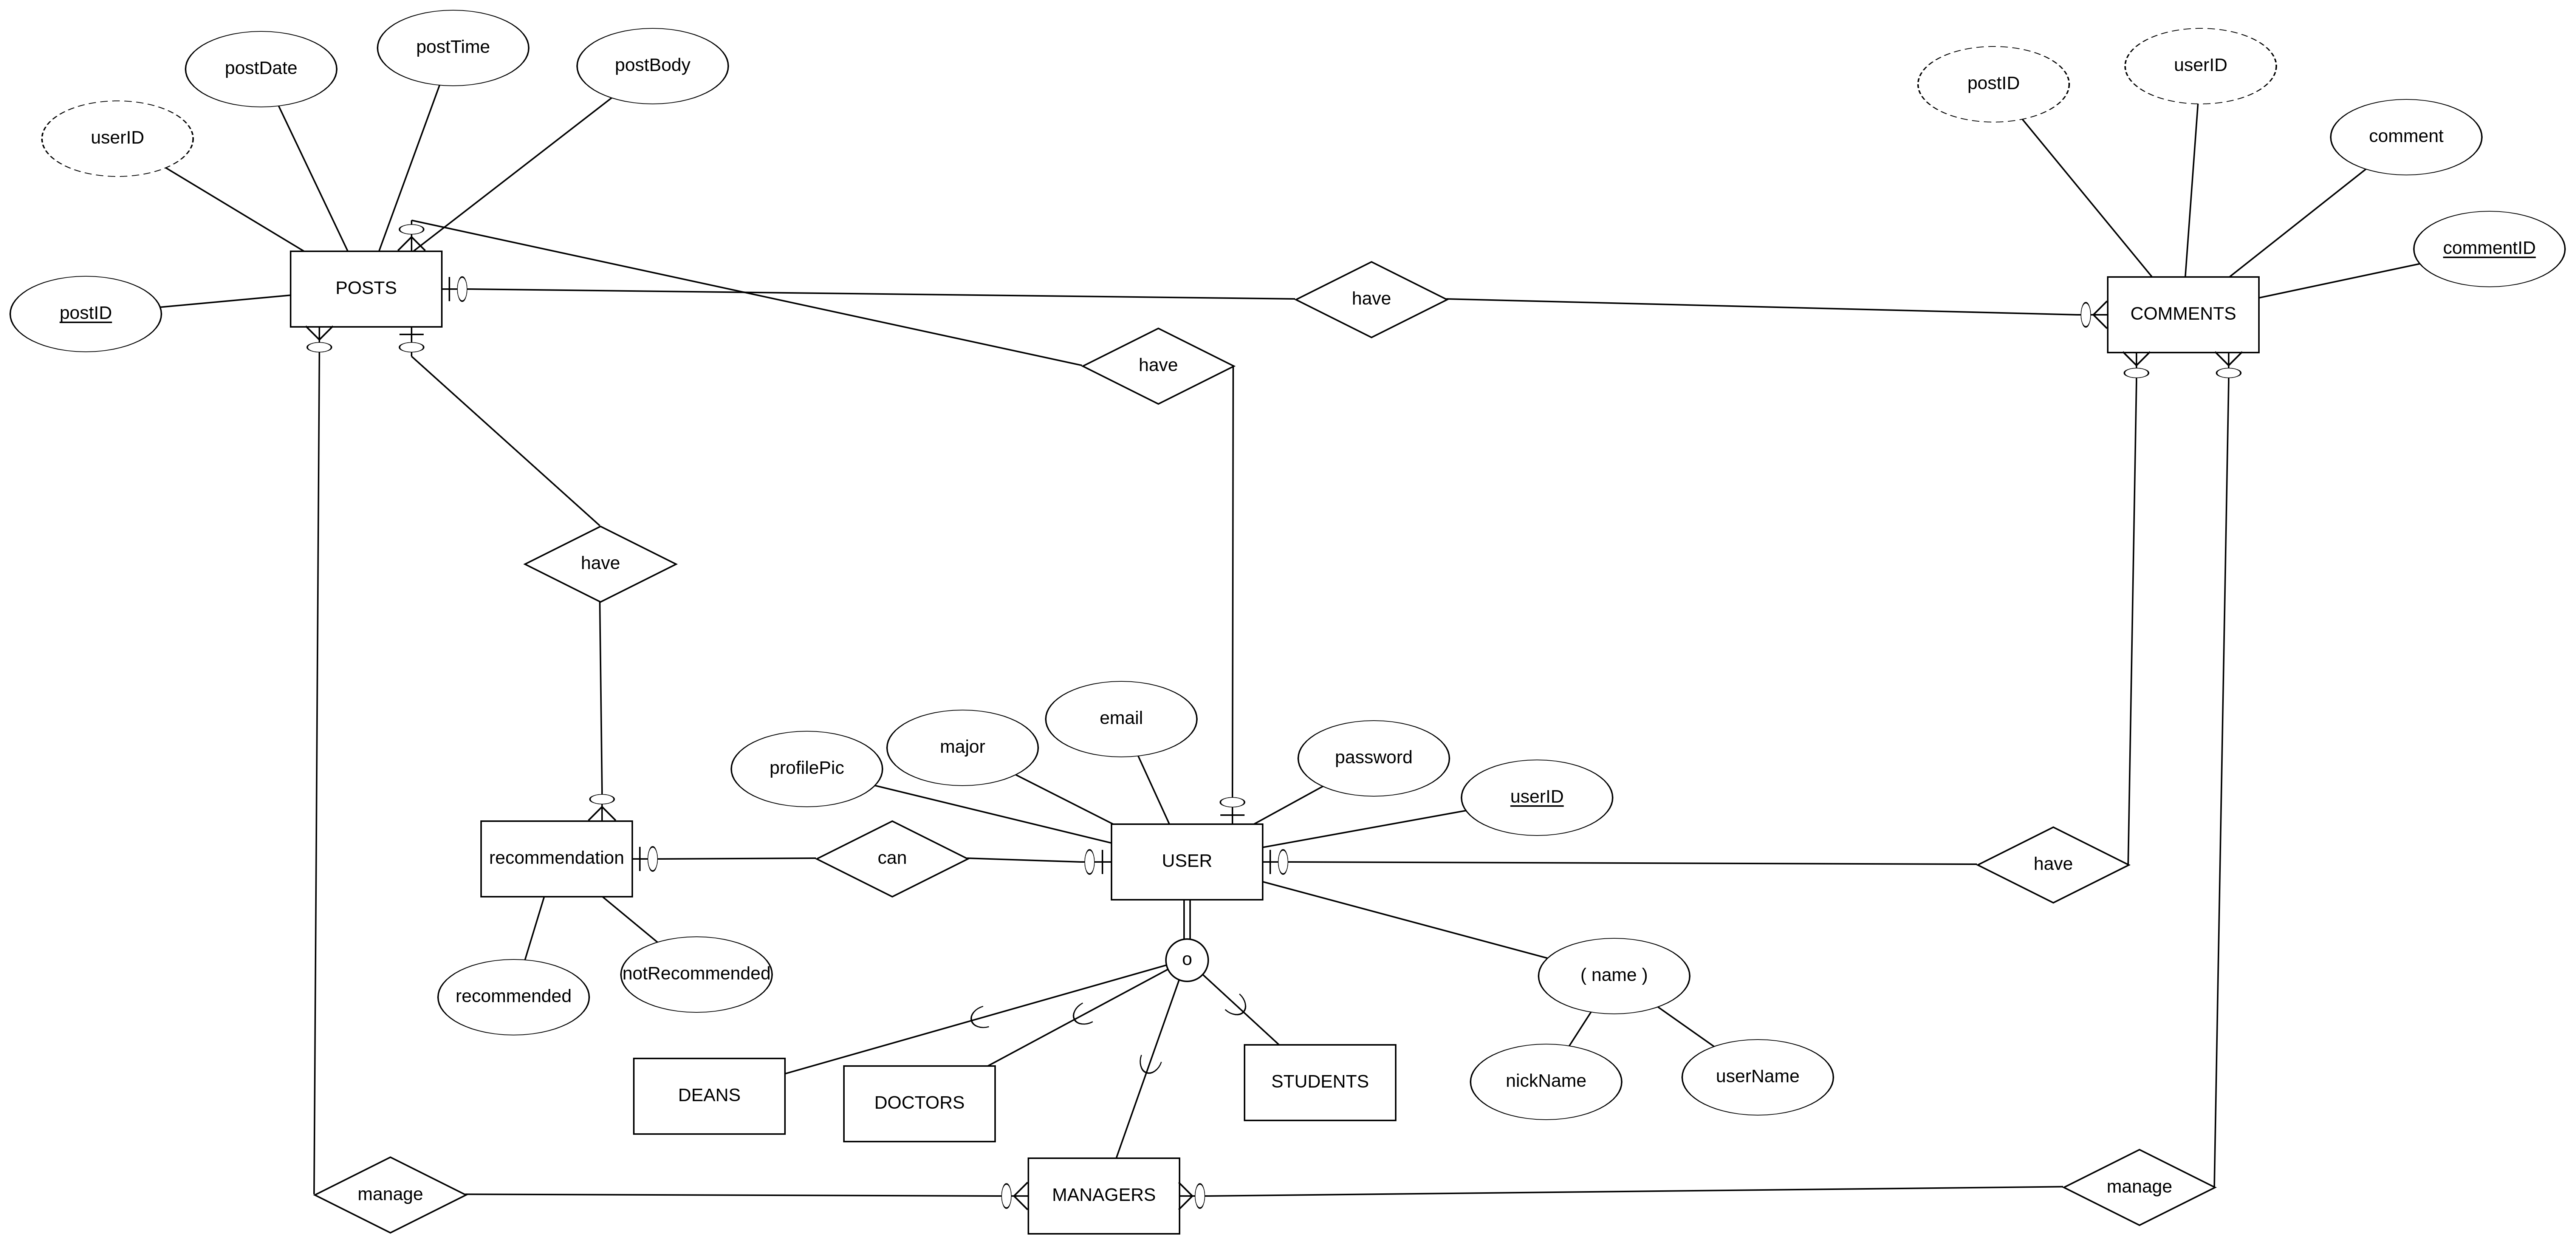 postTime
postBody
postDate
userID
postID
userID
postID
comment
commentID
POSTS
COMMENTS
have
have
have
email
major
password
profilePic
userID
recommendation
can
USER
have
o
( name )
notRecommended
recommended
nickName
userName
STUDENTS
DEANS
DOCTORS
manage
MANAGERS
manage